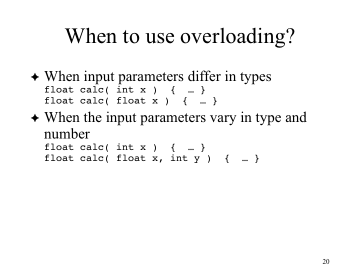 When to use overloading?
✦ When input parameters differ in types
float calc( int x ) { … }
float calc( float x ) { … }
✦ When the input parameters vary in type and
number
float calc( int x ) { … }
float calc( float x, int y ) { … }
20